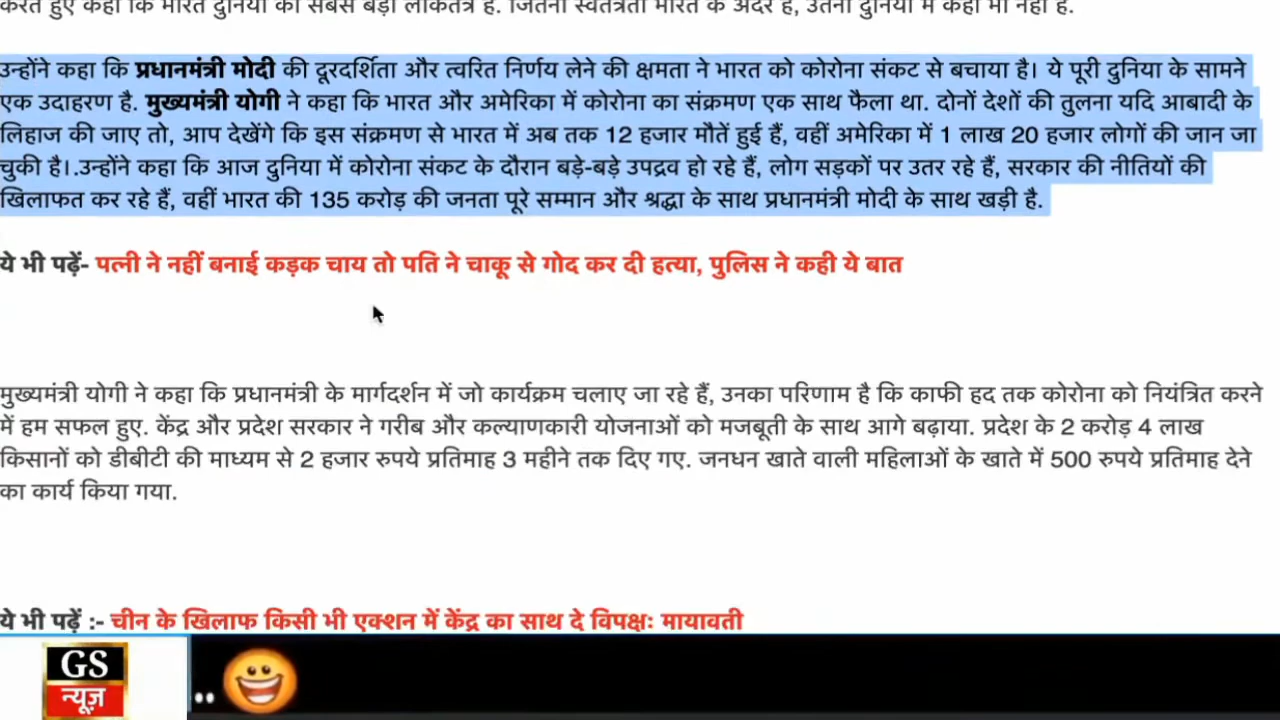 करते हुए कहा कि भारत दुनिया का सबसे बड़ा लोकतंत्र है. जितनी स्वतंत्रता भारत के अंदर है, उतनी दुनिया में कहीं भी नहीं है.
उन्होंने कहा कि प्रधानमंत्री मोदी की दूरदर्शिता और त्वरित निर्णय लेने की क्षमता ने भारत को कोरोना संकट से बचाया है। ये पूरी दुनिया के सामने
एक उदाहरण है. मुख्यमंत्री योगी ने कहा कि भारत और अमेरिका में कोरोना का संक्रमण एक साथ फैला था. दोनों देशों की तुलना यदि आबादी के
लिहाज की जाए तो, आप देखेंगे कि इस संक्रमण से भारत में अब तक 12 हजार मौतें हुई हैं, वहीं अमेरिका में 1 लाख 20 हजार लोगों की जान जा
चुकी है।.उन्होंने कहा कि आज दुनिया में कोरोना संकट के दौरान बड़े-बड़े उपद्रव हो रहे हैं, लोग सड़कों पर उतर रहे हैं, सरकार की नीतियों की
खिलाफत कर रहे हैं, वहीं भारत की 135 करोड़ की जनता पूरे सम्मान और श्रद्धा के साथ प्रधानमंत्री मोदी के साथ खड़ी है.
ये भी पढ़ें- पत्नी ने नहीं बनाई कड़क चाय तो पति ने चाकू से गोद कर दी हत्या, पुलिस ने कही ये बात
मुख्यमंत्री योगी ने कहा कि प्रधानमंत्री के मार्गदर्शन में जो कार्यक्रम चलाए जा रहे हैं, उनका परिणाम है कि काफी हद तक कोरोना को नियंत्रित करने
में हम सफल हुए. केंद्र और प्रदेश सरकार ने गरीब और कल्याणकारी योजनाओं को मजबूती के साथ आगे बढ़ाया. प्रदेश के 2 करोड़ 4 लाख
किसानों को डीबीटी की माध्यम से 2 हजार रुपये प्रतिमाह 3 महीने तक दिए गए. जनधन खाते वाली महिलाओं के खाते में 500 रुपये प्रतिमाह देने
का कार्य किया गया.
ये भी पढ़ें :- चीन के खिलाफ किसी भी एक्शन में केंद्र का साथ दे विपक्षः मायावती
GS
न्यूज़
..